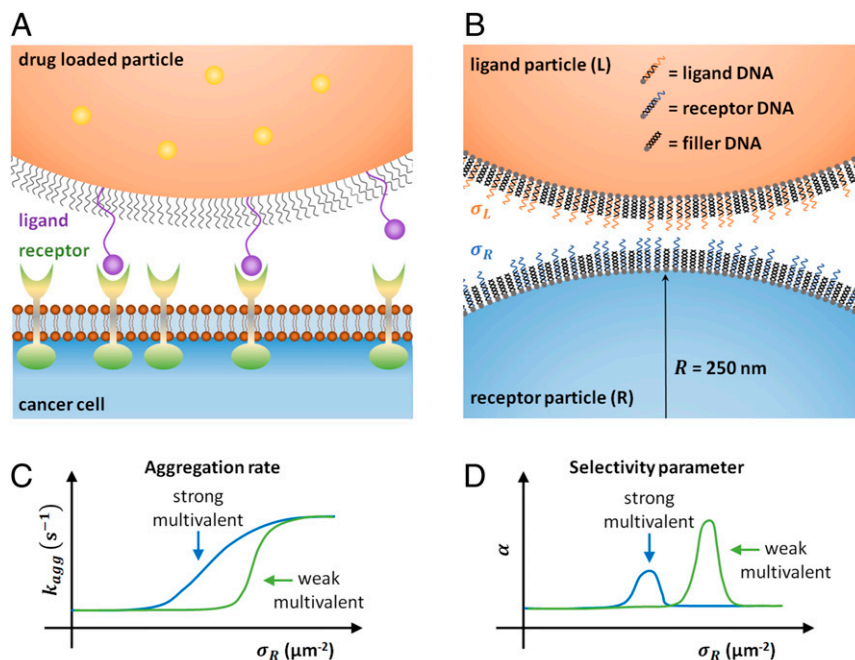 A
drug loaded particle
ligand
receptor
cancer cell
B
ligand particle (L)
= ligand DNA
= receptor DNA
= filler DNA
σL
σR
R = 250 nm
receptor particle (R)
C
Aggregation rate
strong
multivalent
weak
multivalent
kagg (s⁻¹)
σR (μm⁻²)
D
Selectivity parameter
strong
multivalent
weak
multivalent
α
σR (μm⁻²)